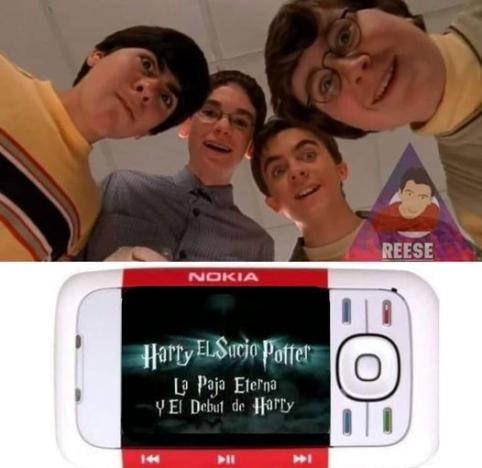 REESE
NOKIA
Harry EL Sucio Potter
La Paja Eterna
Y El Debut de Harry